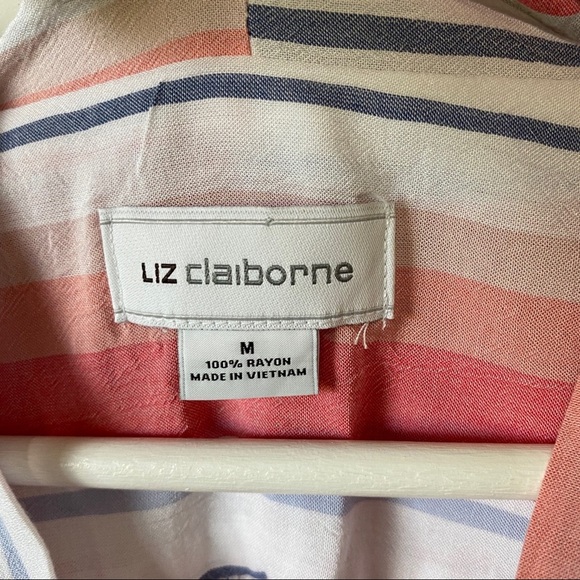 LIZ claiborne
M
100% RAYON
MADE IN VIETNAM